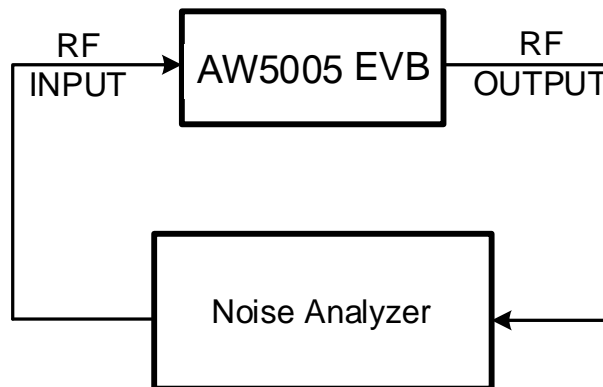 RF
INPUT
AW5005 EVB
RF
OUTPUT
Noise Analyzer